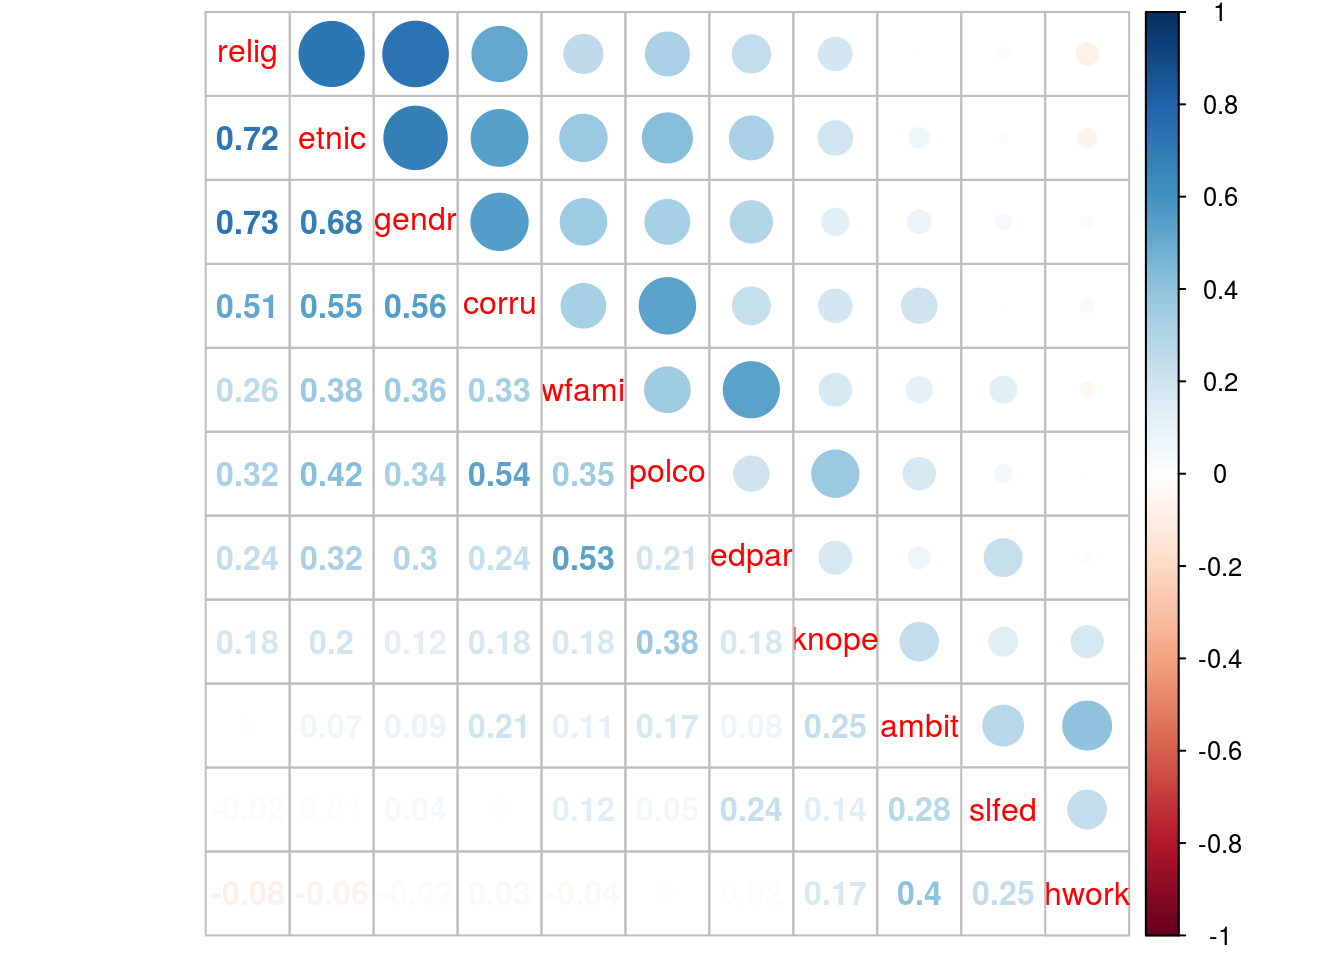 relig
0.72 etnic
0.73 0.68 gendr
0.51 0.55 0.56 corru
0.26 0.38 0.36 0.33 wfami
0.32 0.42 0.34 0.54 0.35 polco
0.24 0.32 0.3 0.24 0.53 0.21 edpar
0.18 0.2 0.12 0.18 0.18 0.38 0.18 knope
0.07 0.09 0.21 0.11 0.17 0.08 0.25 ambit
-0.02 0.01 0.04 0.12 0.05 0.24 0.14 0.28 slfed
-0.08 -0.06 -0.02 0.03 -0.04 0.02 0.17 0.4 0.25 hwork
1
0.8
0.6
0.4
0.2
0
-0.2
-0.4
-0.6
-0.8
-1